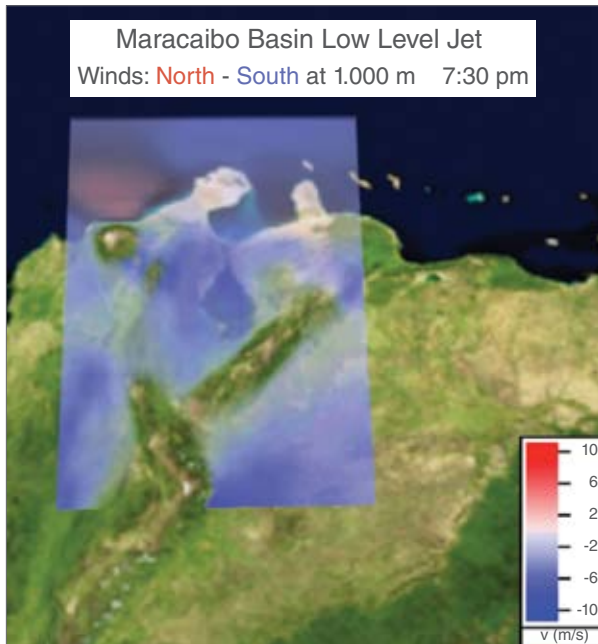 Maracaibo Basin Low Level Jet
Winds: North - South at 1.000 m 7:30 pm
10
6
2
-2
-6
-10
v (m/s)